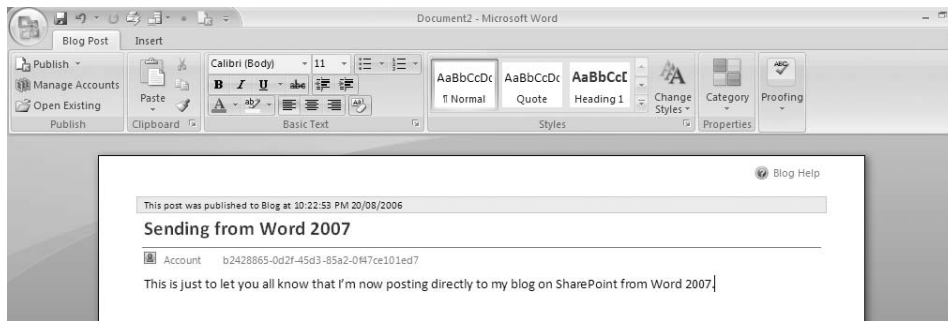 Document2 - Microsoft Word
Blog Post Insert
Publish
Manage Accounts
Open Existing
Publish
Paste
Clipboard
Calibri (Body) 11
B I U abc
A ab
Basic Text
AaBbCcDc AaBbCcDc AaBbCcI
¶ Normal Quote Heading 1
Change
Styles
Styles
Category
Properties
ABC
Proofing
Blog Help
This post was published to Blog at 10:22:53 PM 20/08/2006
Sending from Word 2007
Account b2428865-0d2f-45d3-85a2-0f47ce101ed7
This is just to let you all know that I'm now posting directly to my blog on SharePoint from Word 2007.